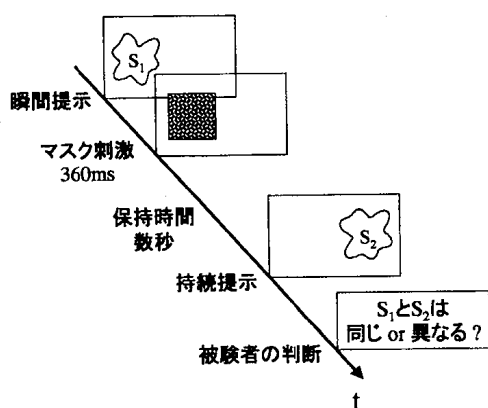 S1
瞬間提示
マスク刺激
360ms
保持時間
数秒
S2
持続提示
S1とS2は
同じ or 異なる?
被験者の判断
t